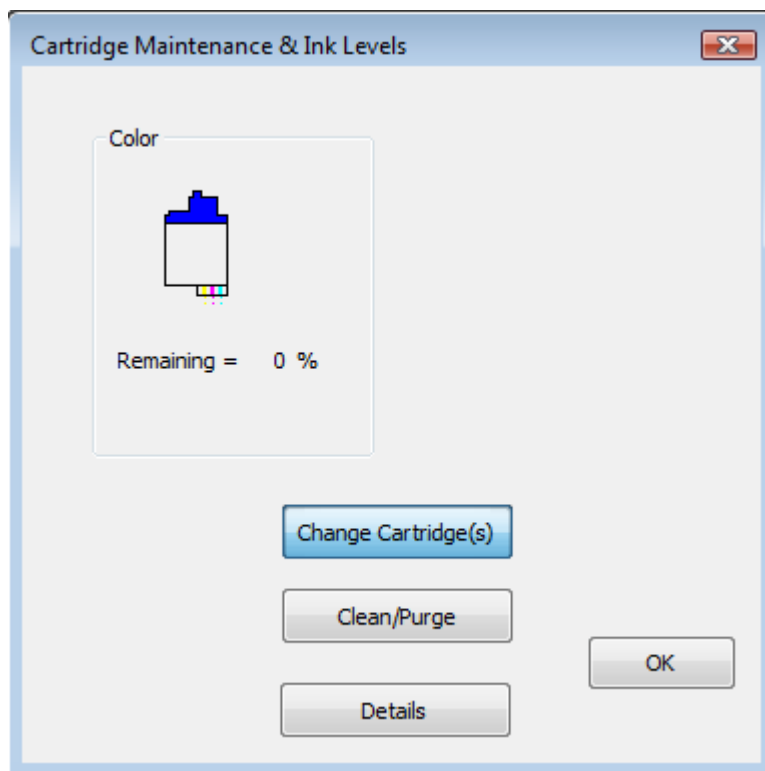 Cartridge Maintenance & Ink Levels
Color
Remaining = 0 %
Change Cartridge(s)
Clean/Purge
OK
Details